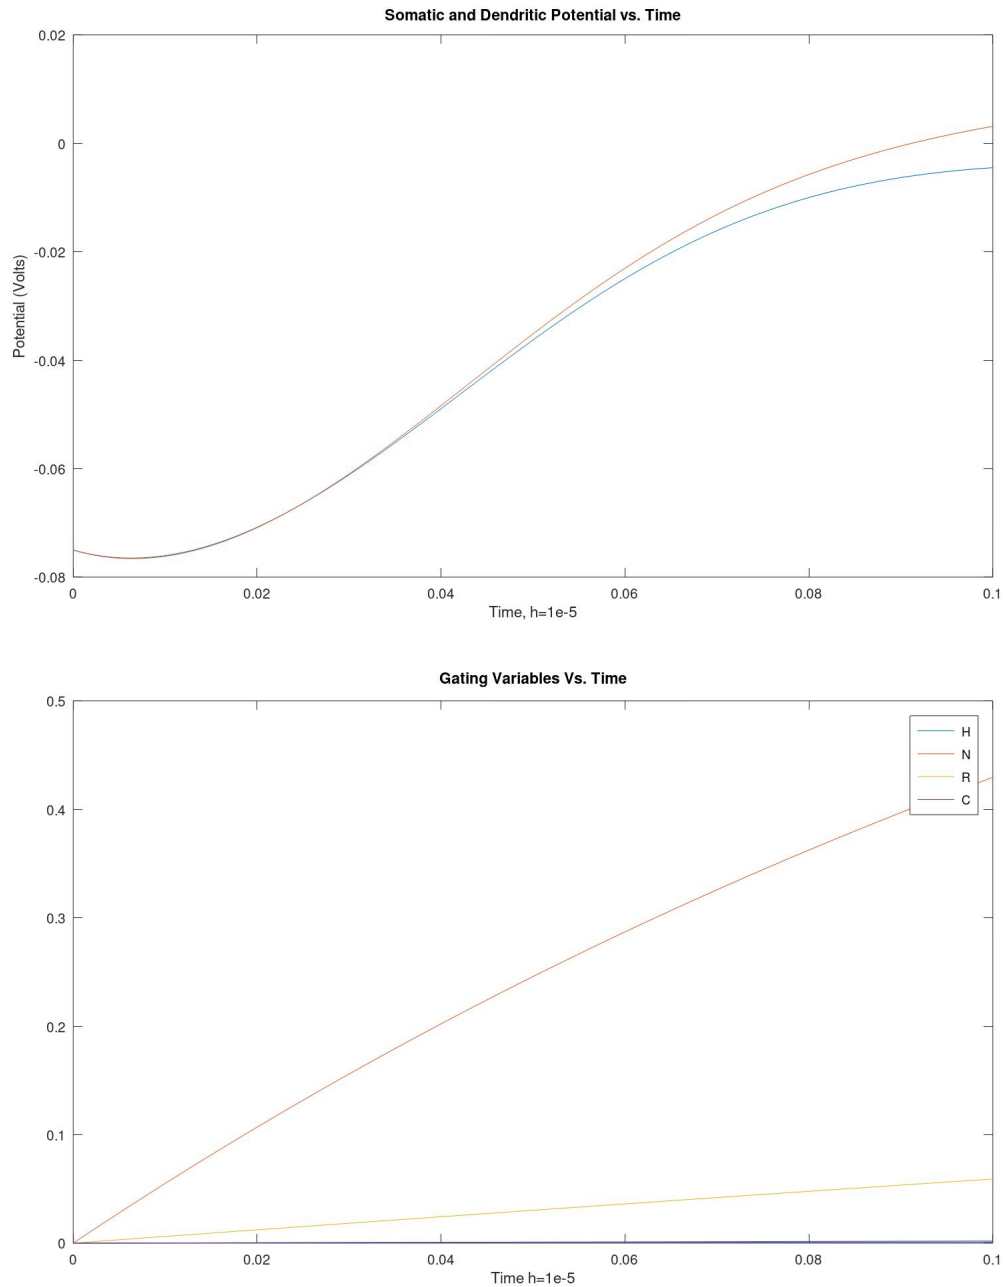 Somatic and Dendritic Potential vs. Time
0.02
0
-0.02
-0.04
-0.06
-0.08
Potential (Volts)
0 0.02 0.04 0.06 0.08 0.1
Time, h=1e-5
Gating Variables Vs. Time
0.5
0.4
0.3
0.2
0.1
0
H
N
R
C
0 0.02 0.04 0.06 0.08 0.1
Time h=1e-5